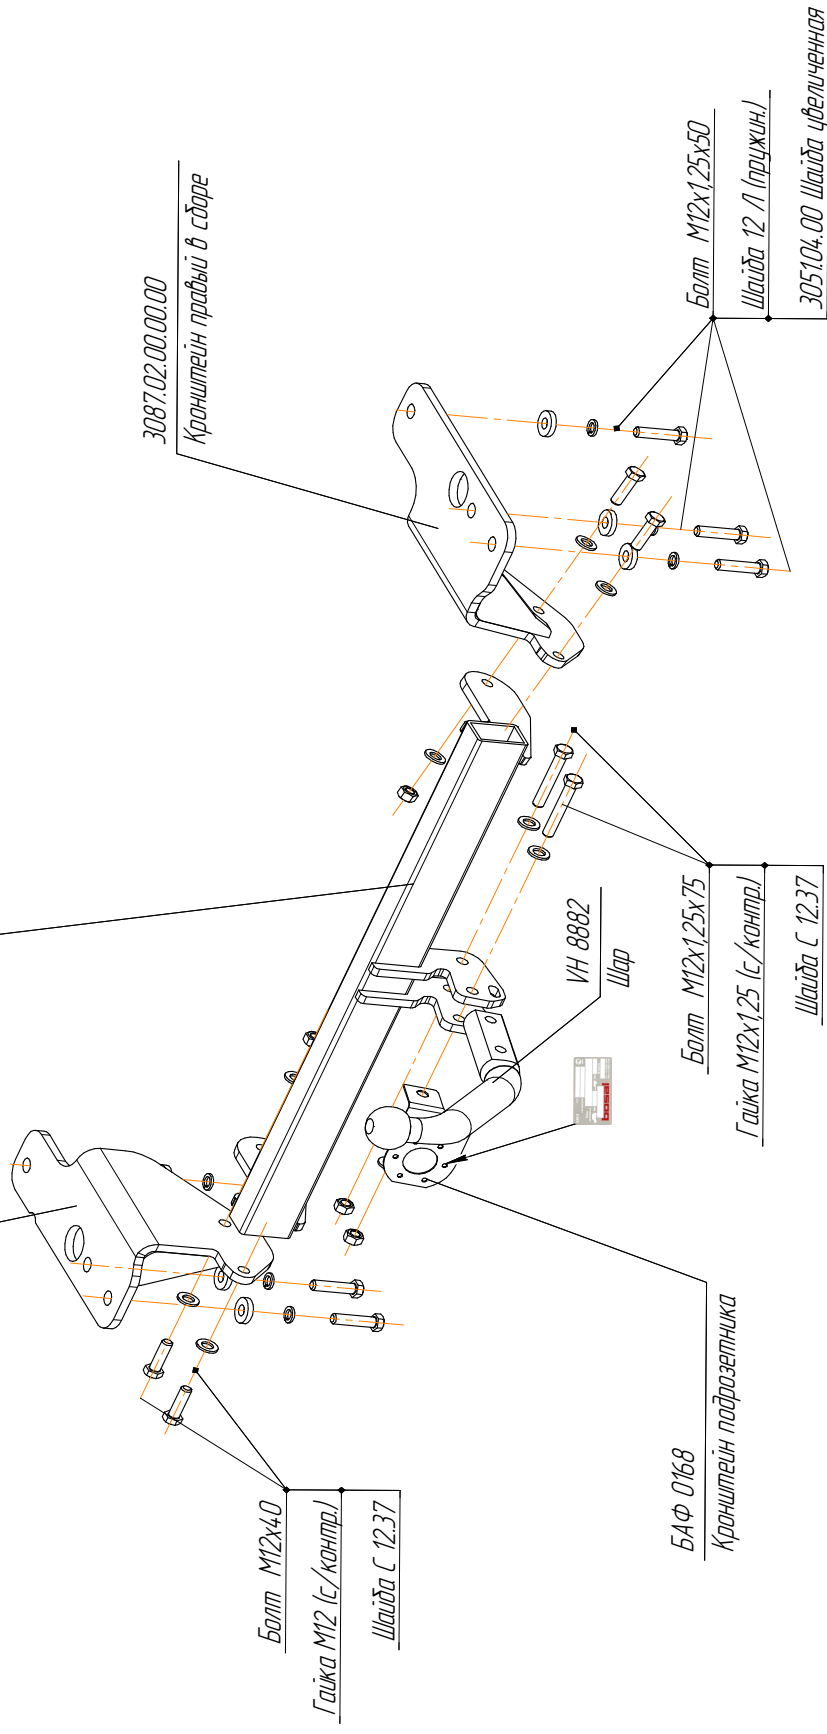 3087.02.00.00.00
Кронштейн правый в сборе
Болт М12х1,25х50
Шайба 12 Л (пружин.)
3051.04.00 Шайба увеличенная
VH 8882
Шар
Болт М12х1,25х75
Гайка М12х1,25 (с/контр.)
Шайба С 12.37
bosal
БАФ 0168
Кронштейн подрозетника
Болт М12х40
Гайка М12 (с/контр.)
Шайба С 12.37